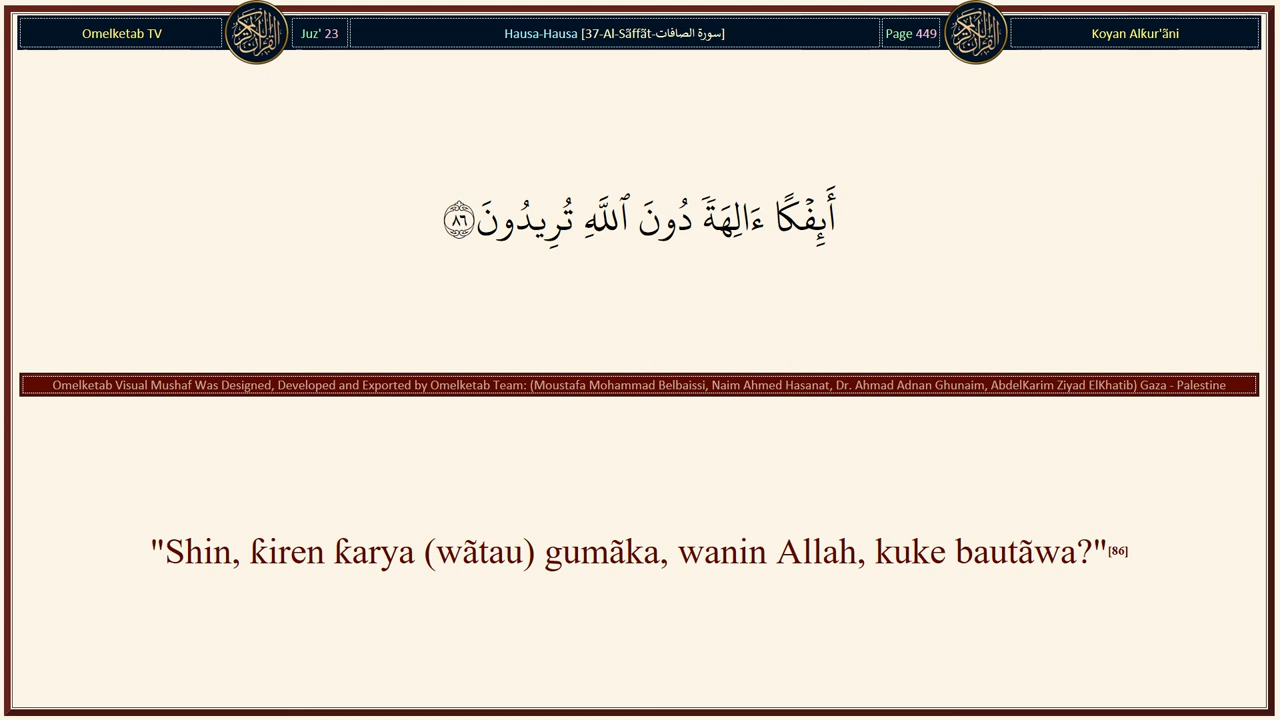 Omelketab TV
Juz' 23
Hausa-Hausa [37-Al-Sãffãt-سورة الصافات]
Page 449
Koyan Alƙur'ãni
أَئِفْكًا ءَالِهَةً دُونَ ٱللَّهِ تُرِيدُونَ ٨٦
Omelketab Visual Mushaf Was Designed, Developed and Exported by Omelketab Team: (Moustafa Mohammad Belbaissi, Naim Ahmed Hasanat, Dr. Ahmad Adnan Ghunaim, AbdelKarim Ziyad ElKhatib) Gaza - Palestine
"Shin, ƙiren ƙarya (wãtau) gumãka, wanin Allah, kuke bautãwa?"[86]